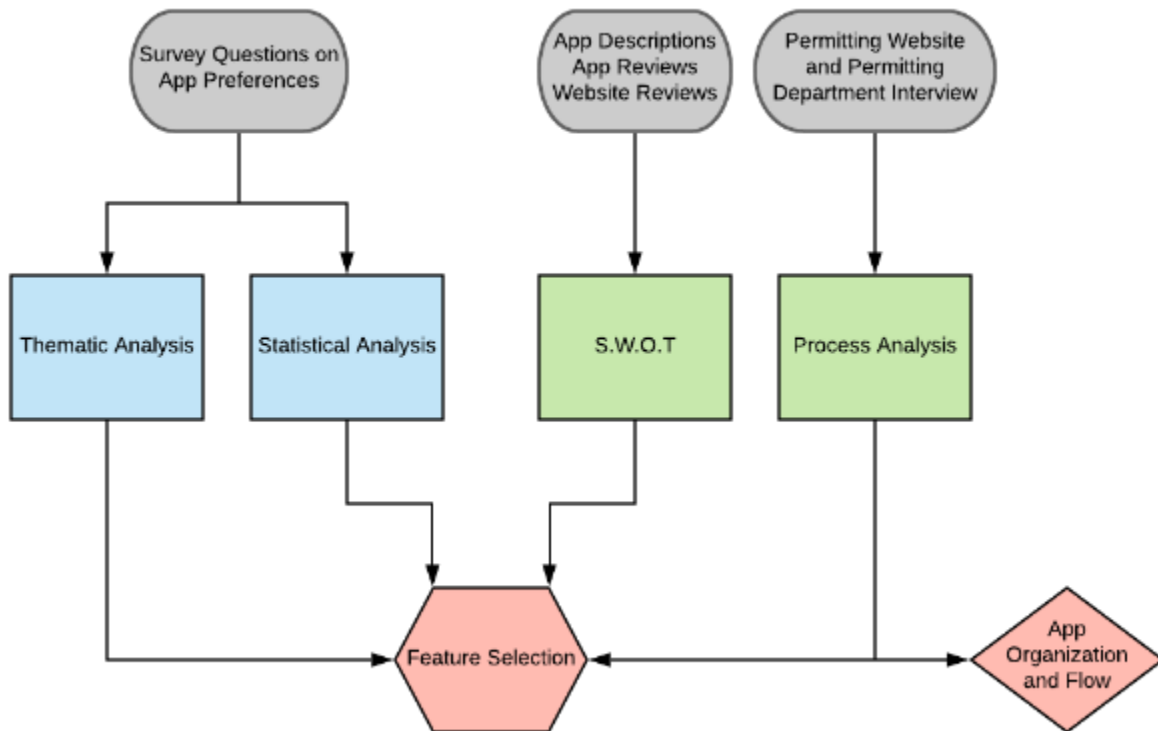 Survey Questions on
App Preferences
App Descriptions
App Reviews
Website Reviews
Permitting Website
and Permitting
Department Interview
Thematic Analysis
Statistical Analysis
S.W.O.T
Process Analysis
Feature Selection
App
Organization
and Flow